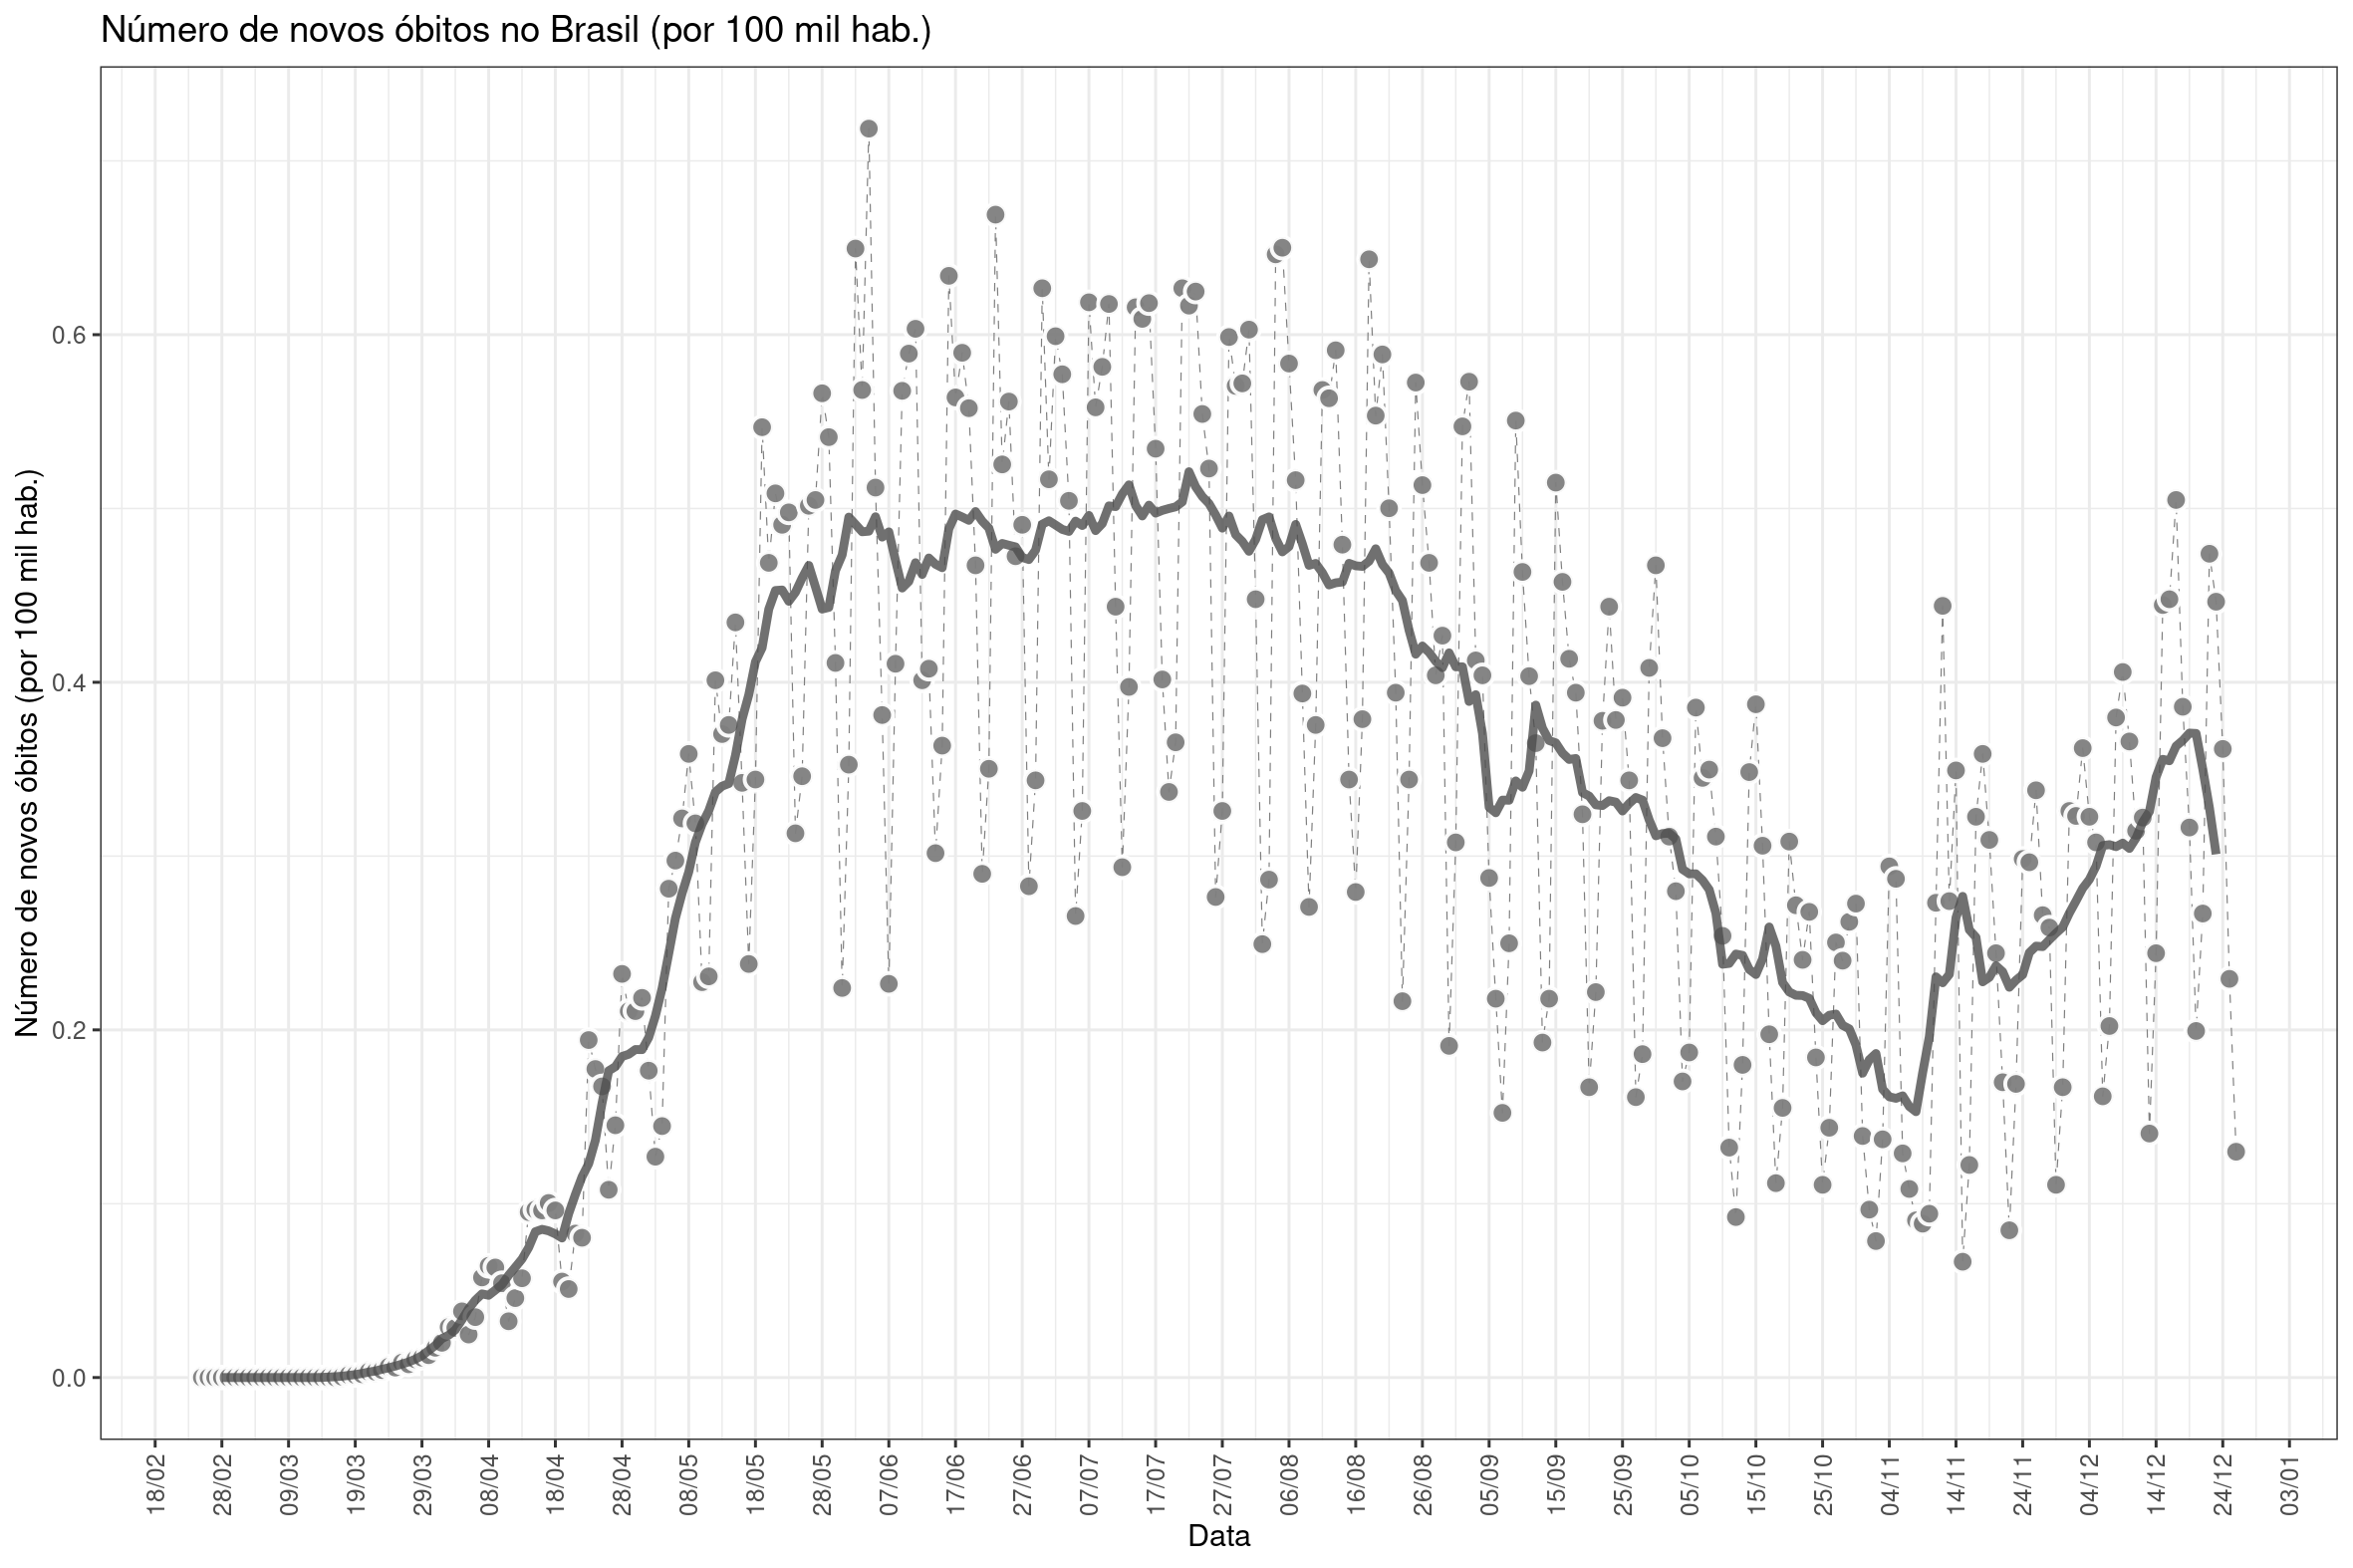 Número de novos óbitos no Brasil (por 100 mil hab.)
Número de novos óbitos (por 100 mil hab.)
0.6
0.4
0.2
0.0
18/02 28/02 09/03 19/03 29/03 08/04 18/04 28/04 08/05 18/05 28/05 07/06 17/06 27/06 07/07 17/07 27/07 06/08 16/08 26/08 05/09 15/09 25/09 05/10 15/10 25/10 04/11 14/11 24/11 04/12 14/12 24/12 03/01
Data